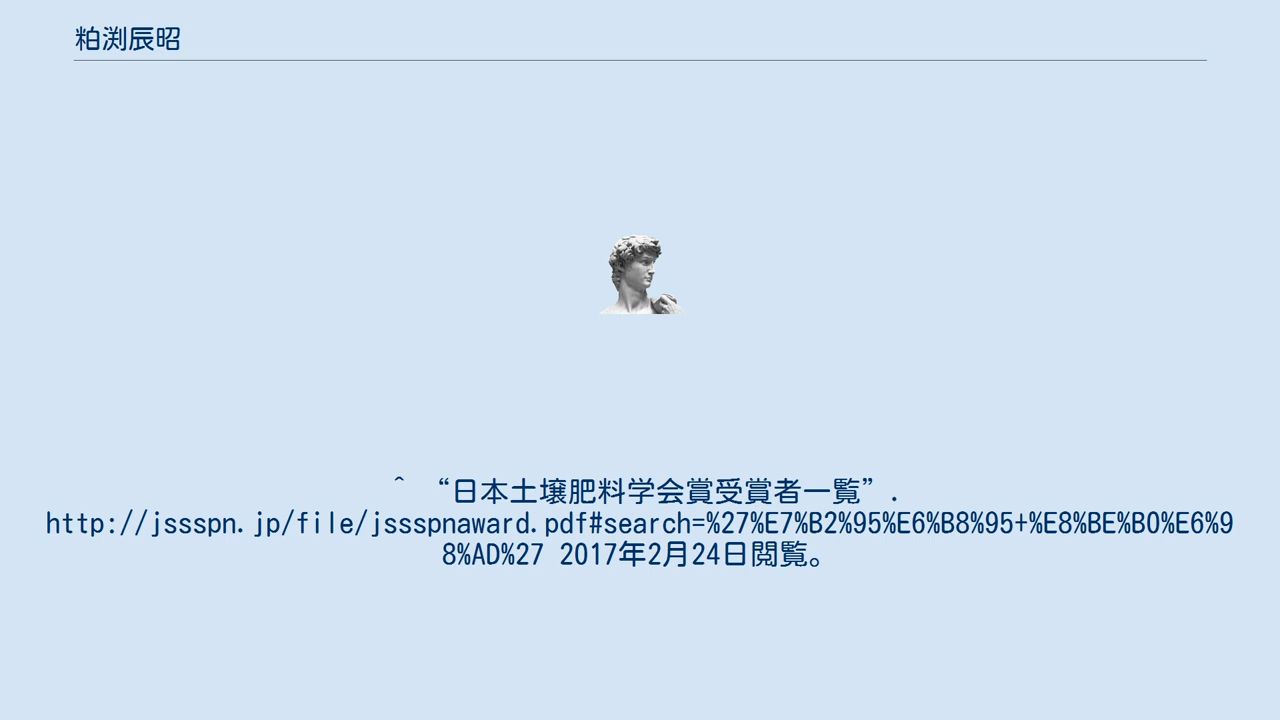 粕渕辰昭
^ “日本土壌肥料学会賞受賞者一覧”.
http://jssspn.jp/file/jssspnaward.pdf#search=%27%E7%B2%95%E6%B8%95+%E8%BE%B0%E6%9
8%AD%27 2017年2月24日閲覧。